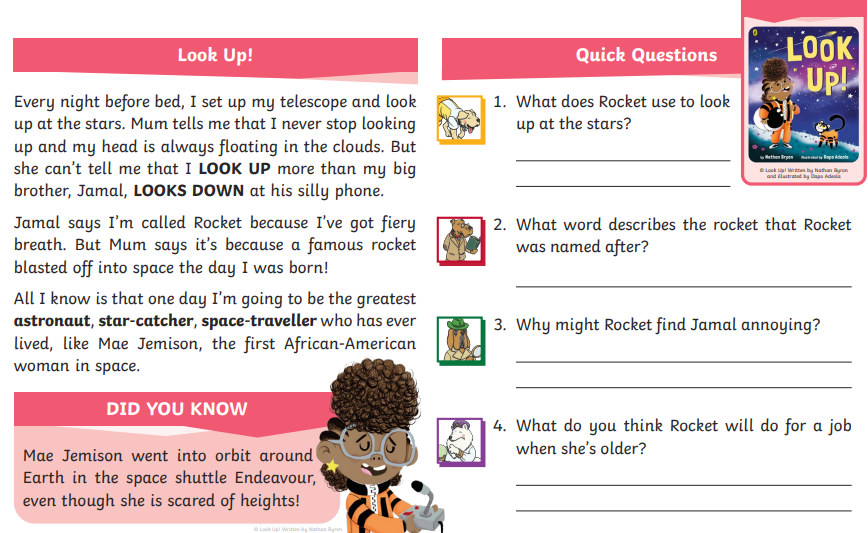 Look Up!
Every night before bed, I set up my telescope and look
up at the stars. Mum tells me that I never stop looking
up and my head is always floating in the clouds. But
she can't tell me that I LOOK UP more than my big
brother, Jamal, LOOKS DOWN at his silly phone.
Jamal says I'm called Rocket because I've got fiery
breath. But Mum says it's because a famous rocket
blasted off into space the day I was born!
All I know is that one day I'm going to be the greatest
astronaut, star-catcher, space-traveller who has ever
lived, like Mae Jemison, the first African-American
woman in space.
DID YOU KNOW
Mae Jemison went into orbit around
Earth in the space shuttle Endeavour,
even though she is scared of heights!
© Look Up! Written by Nathan Byron
Quick Questions
1. What does Rocket use to look
up at the stars?
2. What word describes the rocket that Rocket
was named after?
3. Why might Rocket find Jamal annoying?
4. What do you think Rocket will do for a job
when she's older?
LOOK
UP!
by Nathan Bryon Illustrated by Dapo Adeola
© Look Up! Written by Nathan Byron
and illustrated by Dapo Adeola